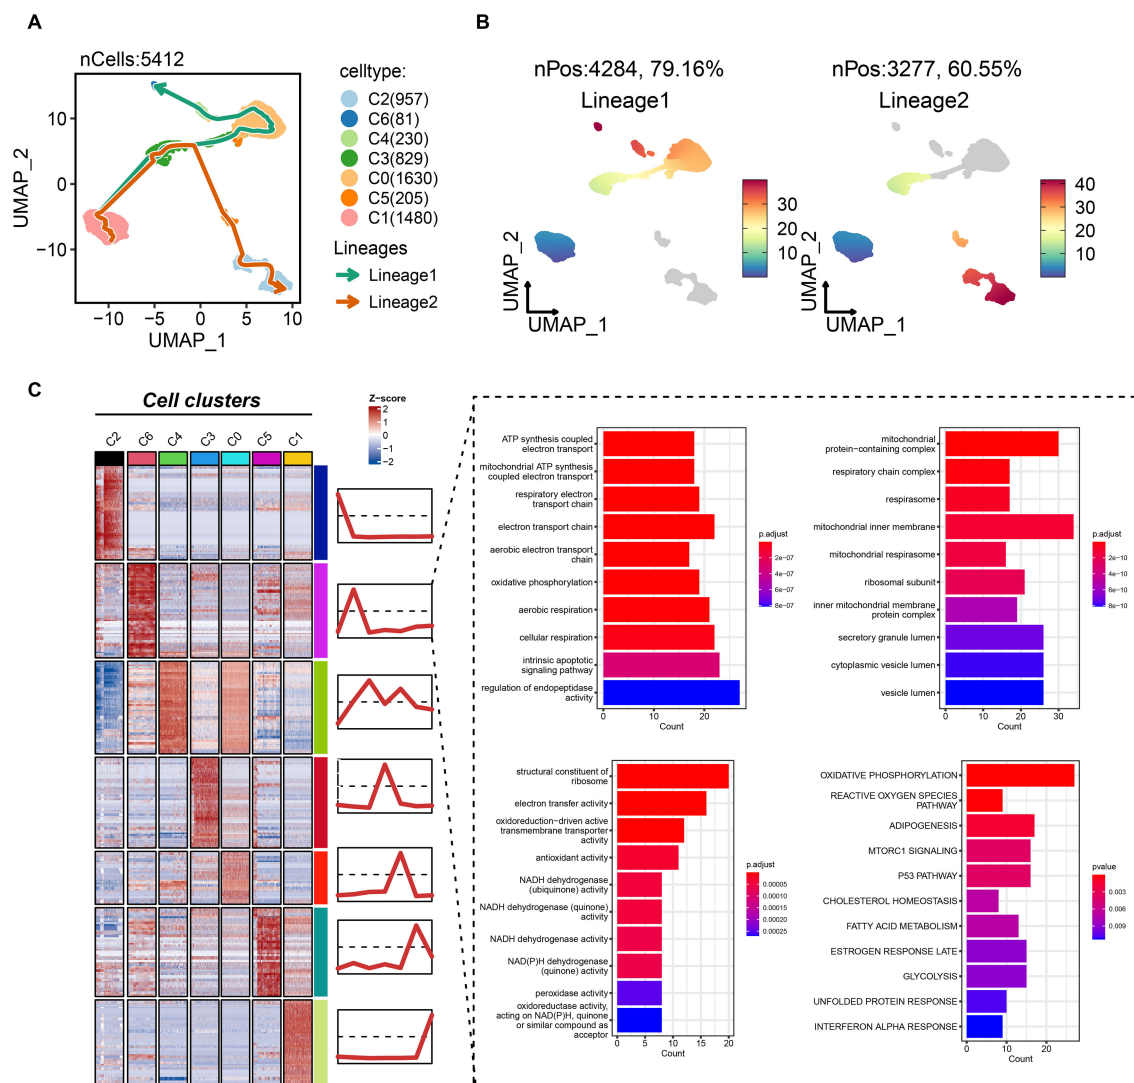 A
nCells:5412
UMAP_2
10
0
−10
−10
−5
0
5
10
UMAP_1
celltype:
C2(957)
C6(81)
C4(230)
C3(829)
C0(1630)
C5(205)
C1(1480)
Lineages
Lineage1
Lineage2
B
nPos:4284, 79.16%
Lineage1
30
20
10
UMAP_2
UMAP_1
nPos:3277, 60.55%
Lineage2
40
30
20
10
UMAP_2
UMAP_1
C
Cell clusters
C2
C6
C4
C3
C0
C5
C1
Z−score
2
1
0
−1
−2
ATP synthesis coupled
electron transport
mitochondrial ATP synthesis
coupled electron transport
respiratory electron
transport chain
electron transport chain
aerobic electron transport
chain
oxidative phosphorylation
aerobic respiration
cellular respiration
intrinsic apoptotic
signaling pathway
regulation of endopeptidase
activity
0
10
20
Count
p.adjust
2e−07
4e−07
6e−07
8e−07
mitochondrial
protein−containing complex
respiratory chain complex
respirasome
mitochondrial inner membrane
mitochondrial respirasome
ribosomal subunit
inner mitochondrial membrane
protein complex
secretory granule lumen
cytoplasmic vesicle lumen
vesicle lumen
0
10
20
30
Count
p.adjust
2e−10
4e−10
6e−10
8e−10
structural constituent of
ribosome
electron transfer activity
oxidoreduction−driven active
transmembrane transporter
activity
antioxidant activity
NADH dehydrogenase
(ubiquinone) activity
NADH dehydrogenase (quinone)
activity
NADH dehydrogenase activity
NAD(P)H dehydrogenase
(quinone) activity
peroxidase activity
oxidoreductase activity,
acting on NAD(P)H, quinone
or similar compound as
acceptor
0
5
10
15
20
Count
p.adjust
0.00005
0.00010
0.00015
0.00020
0.00025
OXIDATIVE PHOSPHORYLATION
REACTIVE OXYGEN SPECIES
PATHWAY
ADIPOGENESIS
MTORC1 SIGNALING
P53 PATHWAY
CHOLESTEROL HOMEOSTASIS
FATTY ACID METABOLISM
ESTROGEN RESPONSE LATE
GLYCOLYSIS
UNFOLDED PROTEIN RESPONSE
INTERFERON ALPHA RESPONSE
0
10
20
Count
pvalue
0.003
0.006
0.009